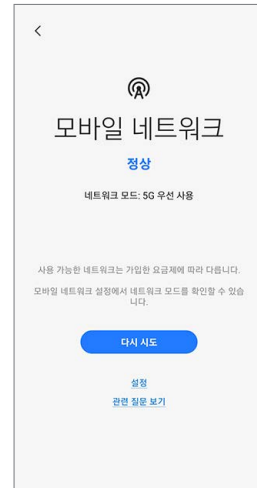 모바일 네트워크
정상
네트워크 모드: 5G 우선 사용
사용 가능한 네트워크는 가입한 요금제에 따라 다릅니다.
모바일 네트워크 설정에서 네트워크 모드를 확인할 수 있습
니다.
다시 시도
설정
관련 질문 보기